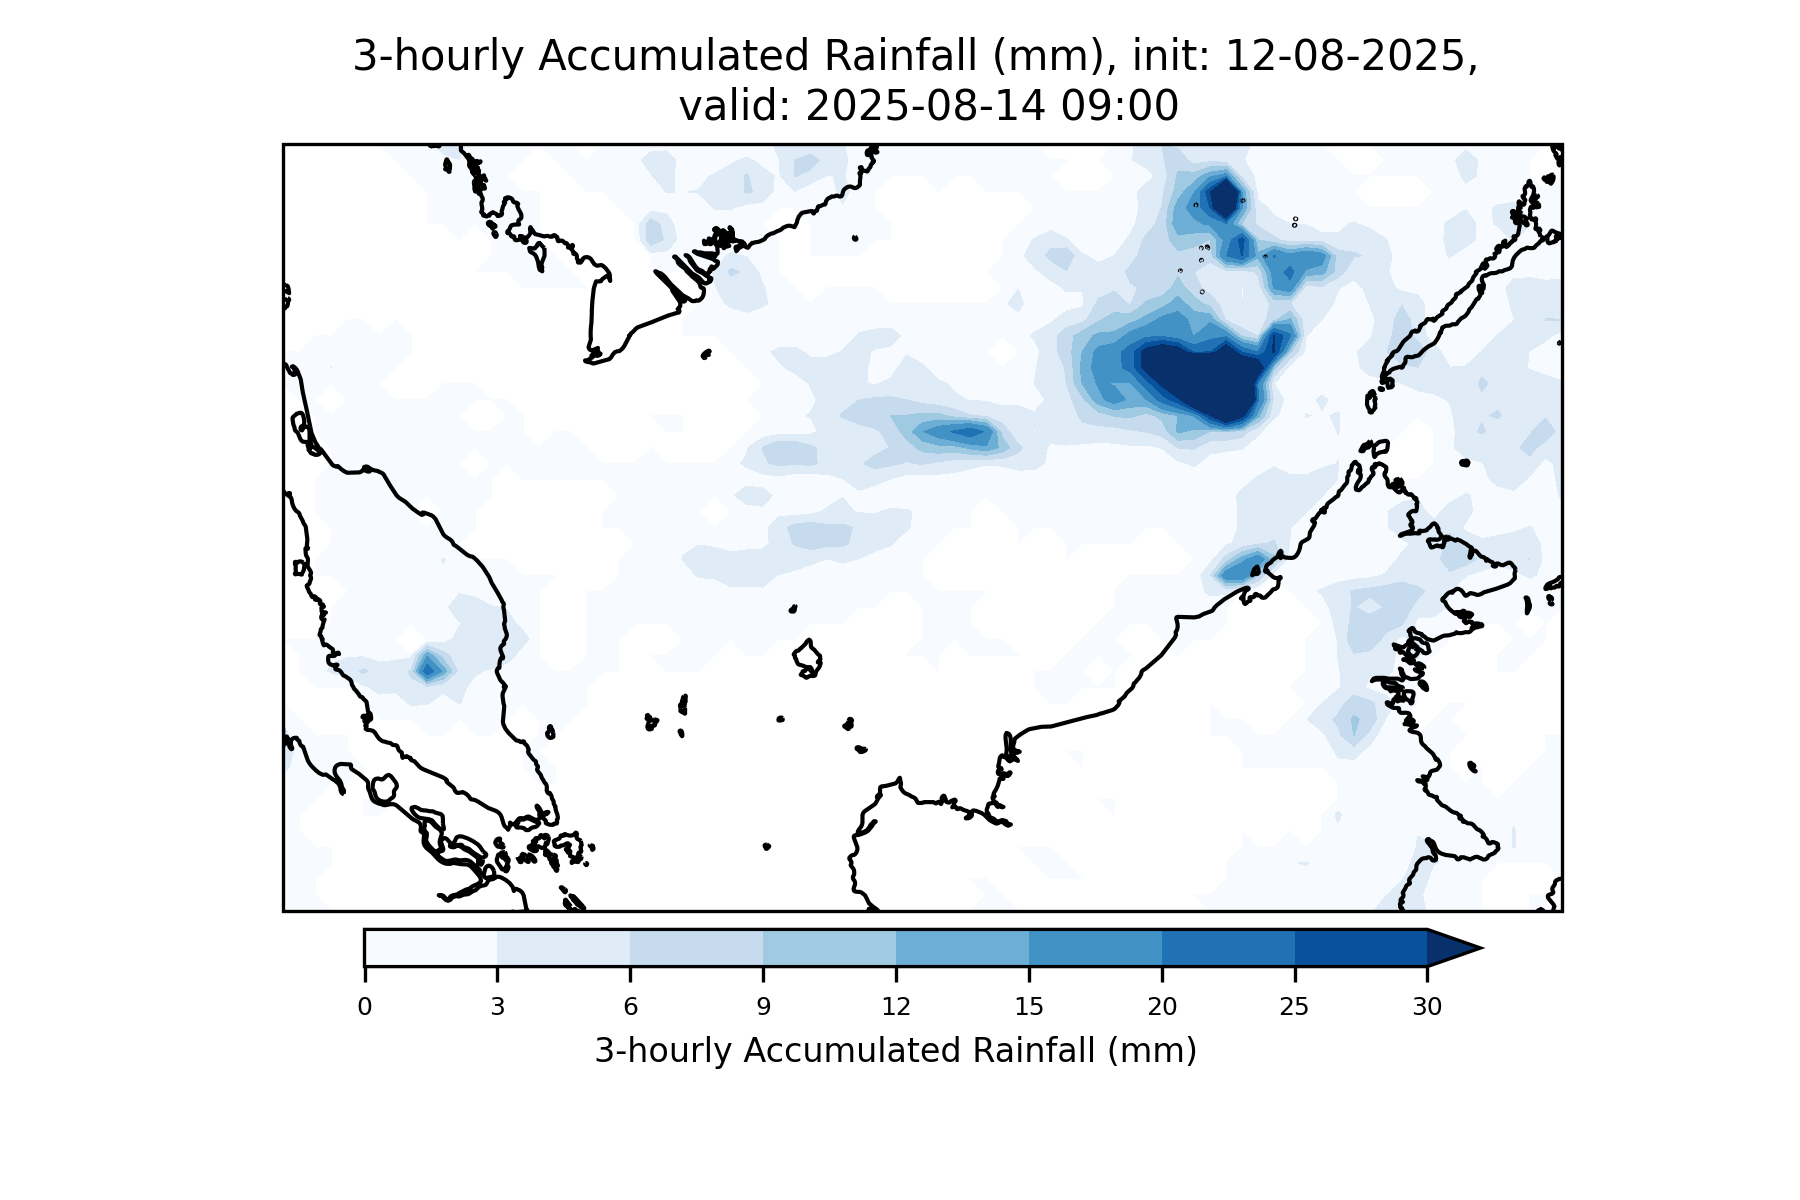 3-hourly Accumulated Rainfall (mm), init: 12-08-2025,
valid: 2025-08-14 09:00
0 3 6 9 12 15 20 25 30
3-hourly Accumulated Rainfall (mm)